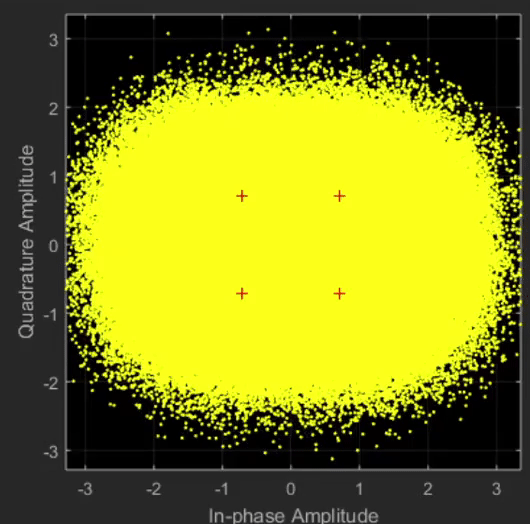 3
2
1
0
-1
-2
-3
Quadrature Amplitude
-3 -2 -1 0 1 2 3
In-phase Amplitude